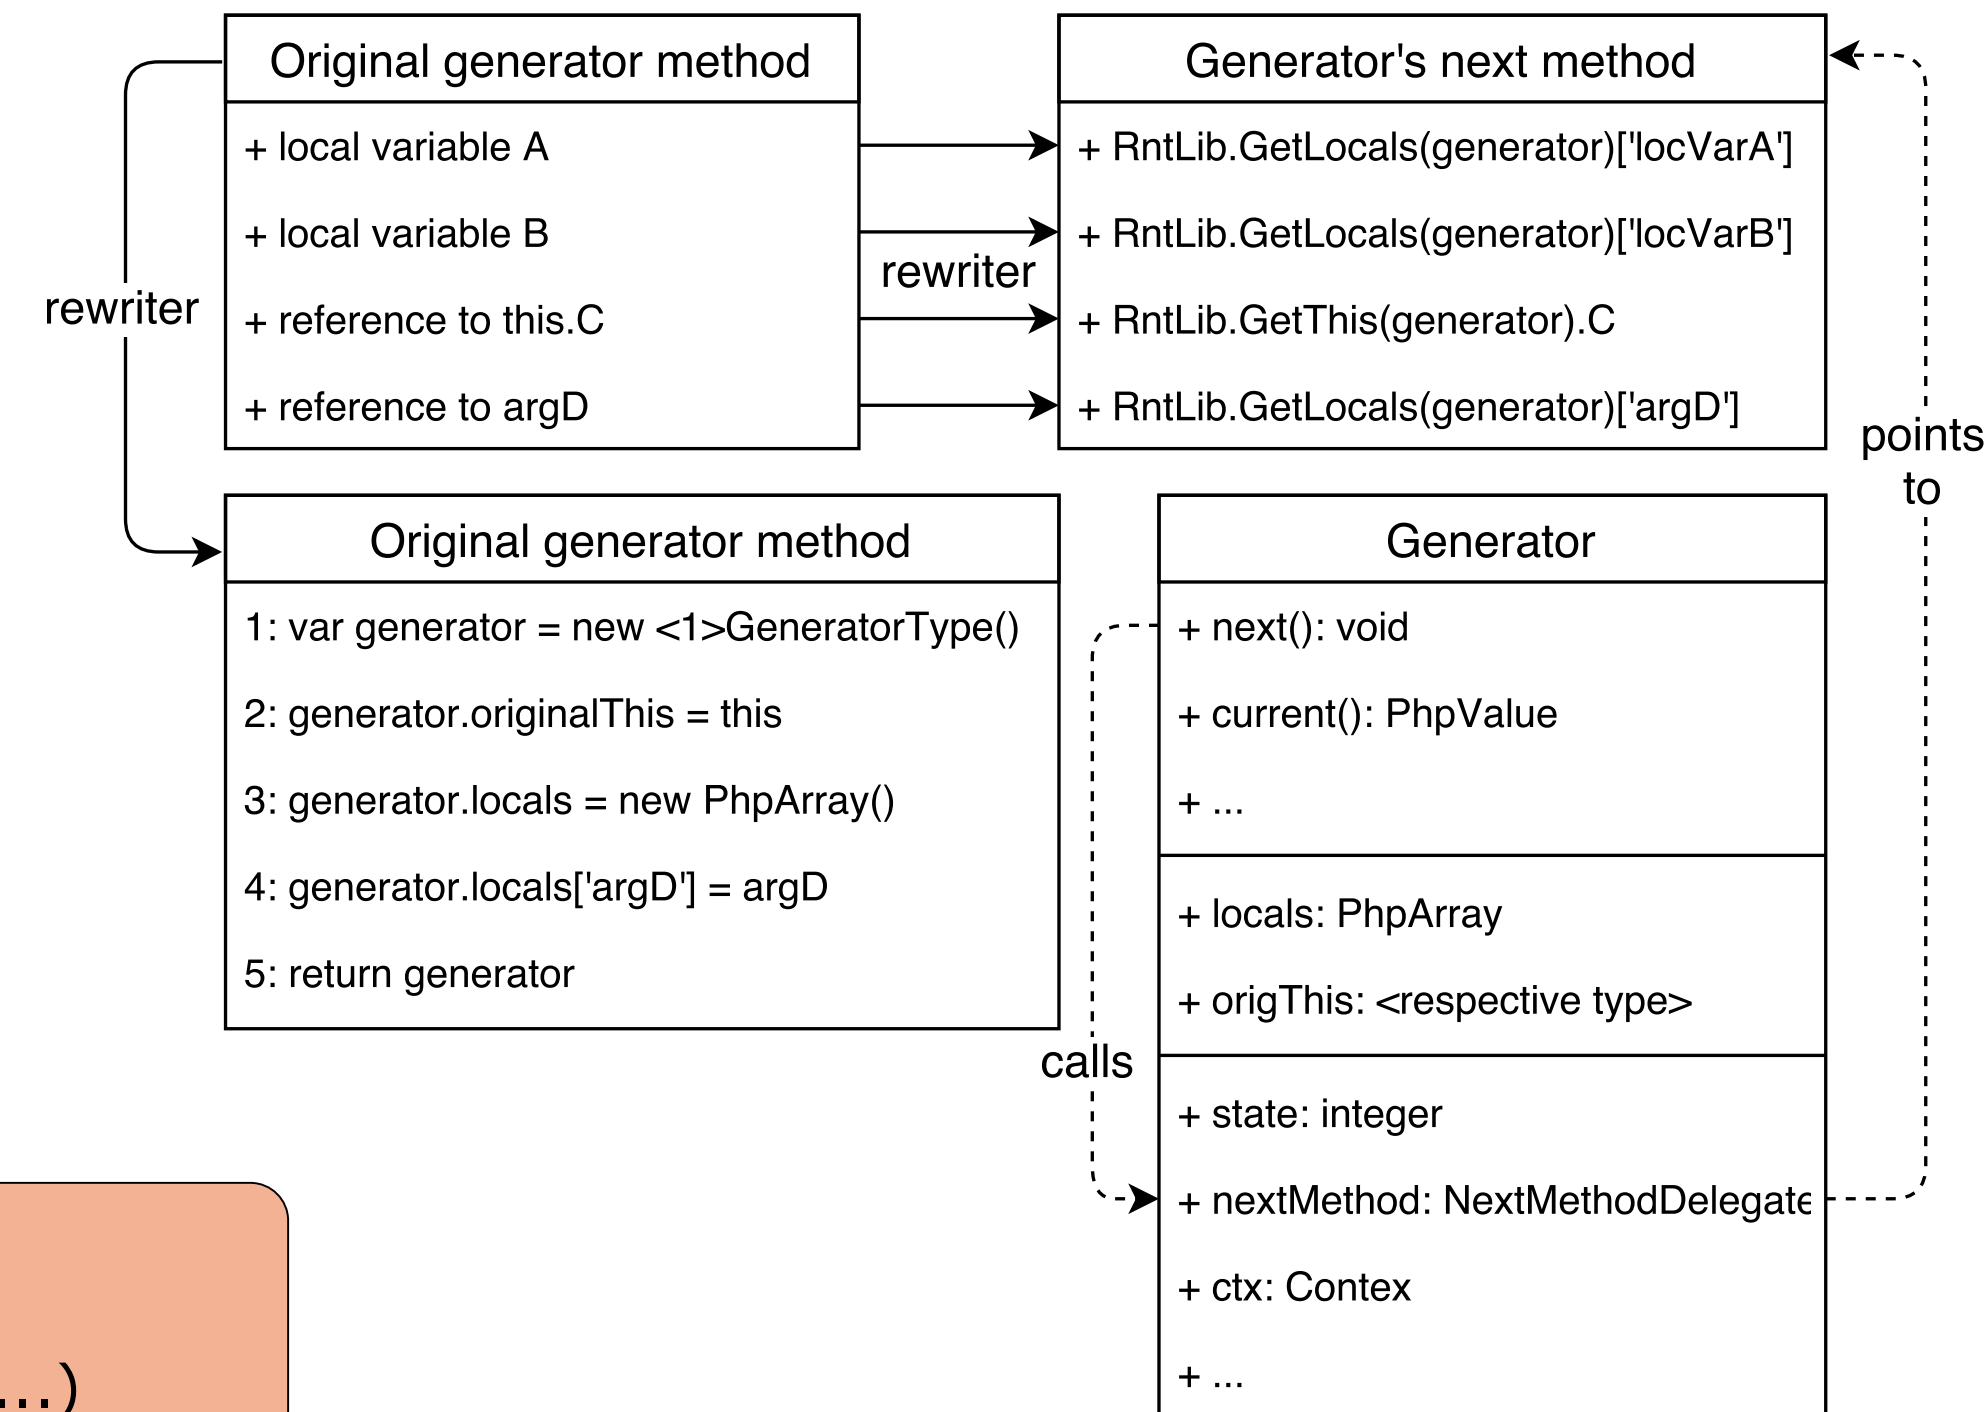 Original generator method
+ local variable A
+ local variable B
+ reference to this.C
+ reference to argD
rewriter
rewriter
Generator's next method
+ RntLib.GetLocals(generator)['locVarA']
+ RntLib.GetLocals(generator)['locVarB']
+ RntLib.GetThis(generator).C
+ RntLib.GetLocals(generator)['argD']
points
to
Original generator method
1: var generator = new <1>GeneratorType()
2: generator.originalThis = this
3: generator.locals = new PhpArray()
4: generator.locals['argD'] = argD
5: return generator
calls
Generator
+ next(): void
+ current(): PhpValue
+ ...
+ locals: PhpArray
+ origThis: <respective type>
+ state: integer
+ nextMethod: NextMethodDelegate
+ ctx: Contex
+ ...
...)